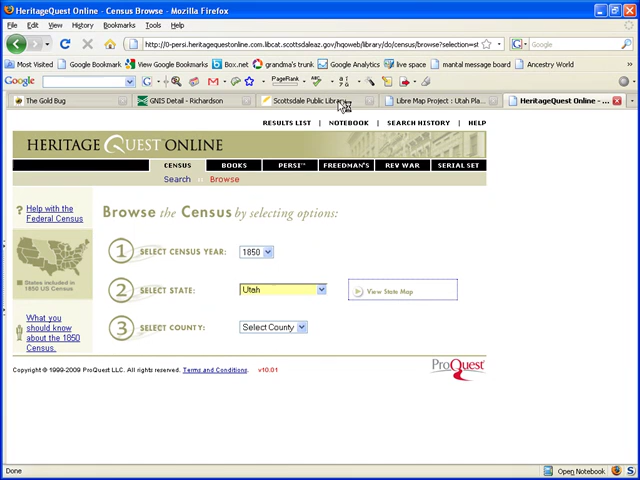 HeritageQuest Online - Census Browse - Mozilla Firefox
File Edit View History Bookmarks Tools Help
http://0-persi.heritagequestonline.com.libcat.scottsdaleaz.gov/hqoweb/library/do/census/browse?selection=st
Most Visited Google Bookmark View Google Bookmarks Box.net grandma's trunk Google Analytics live space mantal message board Ancestry World
Google PageRank
The Gold Bug GNIS Detail - Richardson Scottsdale Public Library Libre Map Project : Utah Pla... HeritageQuest Online - ...
RESULTS LIST | NOTEBOOK | SEARCH HISTORY | HELP
HERITAGE QUEST ONLINE
CENSUS BOOKS PERSI™ FREEDMAN'S REV WAR SERIAL SET
Search :: Browse
? Help with the
Federal Census
Browse the Census by selecting options:
1 SELECT CENSUS YEAR: 1850
States included in
1850 US Census
2 SELECT STATE: Utah View State Map
What you
should know
about the 1850
Census.
3 SELECT COUNTY: Select County
Copyright © 1999-2009 ProQuest LLC. All rights reserved. Terms and Conditions. v10.01
ProQuest
Done Open Notebook